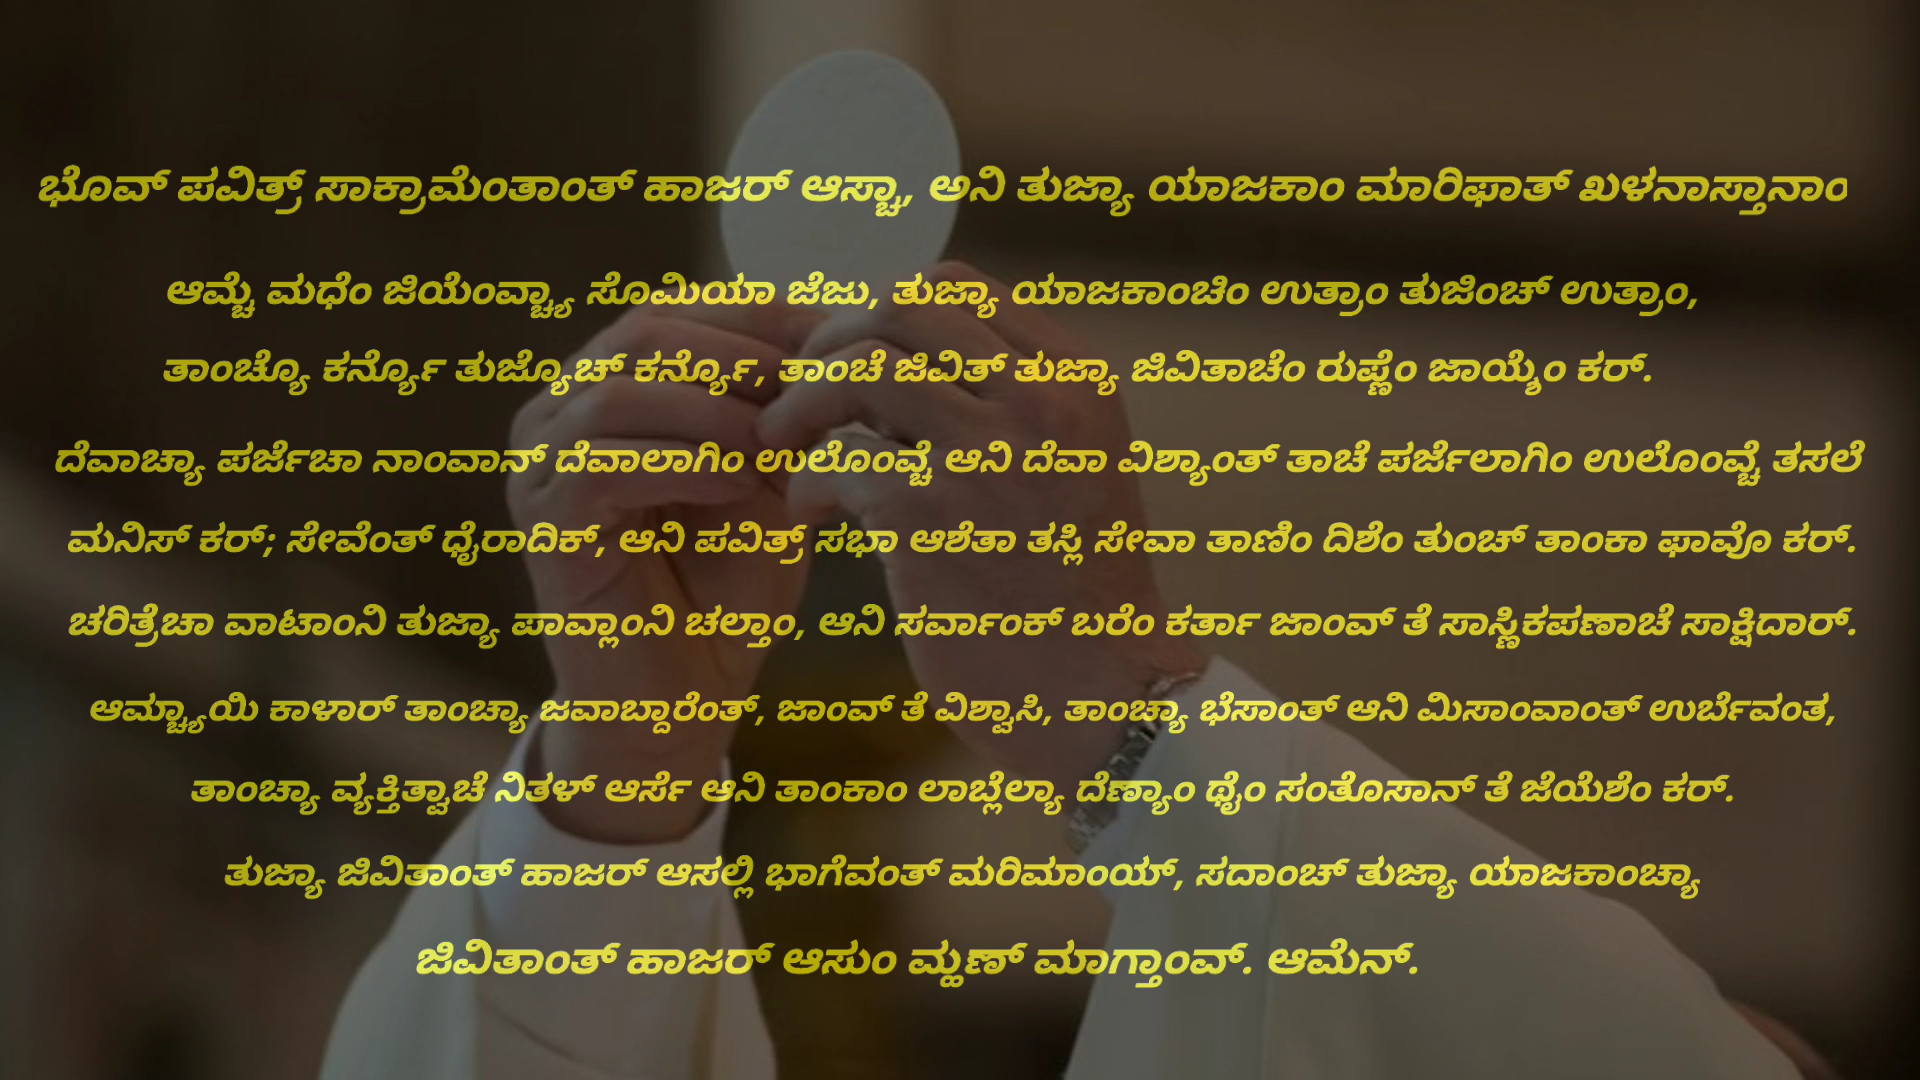 ಭೊವ್ ಪವಿತ್ರ್ ಸಾಕ್ರಾಮೆಂತಾಂತ್ ಹಾಜರ್ ಆಸ್ಚಾ, ಅನಿ ತುಜ್ಯಾ ಯಾಜಕಾಂ ಮಾರಿಫಾತ್ ಖಳನಾಸ್ತಾನಾಂ
ಆಮ್ಚೆ ಮಧೆಂ ಜಿಯೆಂವ್ಚ್ಯಾ ಸೊಮಿಯಾ ಜೆಜು, ತುಜ್ಯಾ ಯಾಜಕಾಂಚಿಂ ಉತ್ರಾಂ ತುಜಿಂಚ್ ಉತ್ರಾಂ,
ತಾಂಚ್ಯೊ ಕರ್ನ್ಯೊ ತುಜ್ಯೊಚ್ ಕರ್ನ್ಯೊ, ತಾಂಚೆ ಜಿವಿತ್ ತುಜ್ಯಾ ಜಿವಿತಾಚೆಂ ರುಪ್ಣೆಂ ಜಾಯ್ಶೆಂ ಕರ್.
ದೆವಾಚ್ಯಾ ಪರ್ಜೆಚಾ ನಾಂವಾನ್ ದೆವಾಲಾಗಿಂ ಉಲೊಂವ್ಚೆ ಆನಿ ದೆವಾ ವಿಶ್ಯಾಂತ್ ತಾಚೆ ಪರ್ಜೆಲಾಗಿಂ ಉಲೊಂವ್ಚೆ ತಸಲೆ
ಮನಿಸ್ ಕರ್; ಸೇವೆಂತ್ ಧೈರಾದಿಕ್, ಆನಿ ಪವಿತ್ರ್ ಸಭಾ ಆಶೆತಾ ತಸ್ಲಿ ಸೇವಾ ತಾಣಿಂ ದಿಶೆಂ ತುಂಚ್ ತಾಂಕಾ ಫಾವೊ ಕರ್.
ಚರಿತ್ರೆಚಾ ವಾಟಾಂನಿ ತುಜ್ಯಾ ಪಾವ್ಲಾಂನಿ ಚಲ್ತಾಂ, ಆನಿ ಸರ್ವಾಂಕ್ ಬರೆಂ ಕರ್ತಾ ಜಾಂವ್ ತೆ ಸಾಸ್ಣಿಕಪಣಾಚೆ ಸಾಕ್ಷಿದಾರ್.
ಆಮ್ಚ್ಯಾಯಿ ಕಾಳಾರ್ ತಾಂಚ್ಯಾ ಜವಾಬ್ದಾರೆಂತ್, ಜಾಂವ್ ತೆ ವಿಶ್ವಾಸಿ, ತಾಂಚ್ಯಾ ಭೆಸಾಂತ್ ಆನಿ ಮಿಸಾಂವಾಂತ್ ಉರ್ಬೆವಂತ,
ತಾಂಚ್ಯಾ ವ್ಯಕ್ತಿತ್ವಾಚೆ ನಿತಳ್ ಆರ್ಸೆ ಆನಿ ತಾಂಕಾಂ ಲಾಬ್ಲೆಲ್ಯಾ ದೆಣ್ಯಾಂ ಥೈಂ ಸಂತೊಸಾನ್ ತೆ ಜೆಯೆಶೆಂ ಕರ್.
ತುಜ್ಯಾ ಜಿವಿತಾಂತ್ ಹಾಜರ್ ಆಸಲ್ಲಿ ಭಾಗೆವಂತ್ ಮರಿಮಾಂಯ್, ಸದಾಂಚ್ ತುಜ್ಯಾ ಯಾಜಕಾಂಚ್ಯಾ
ಜಿವಿತಾಂತ್ ಹಾಜರ್ ಆಸುಂ ಮ್ಹಣ್ ಮಾಗ್ತಾಂವ್. ಆಮೆನ್.